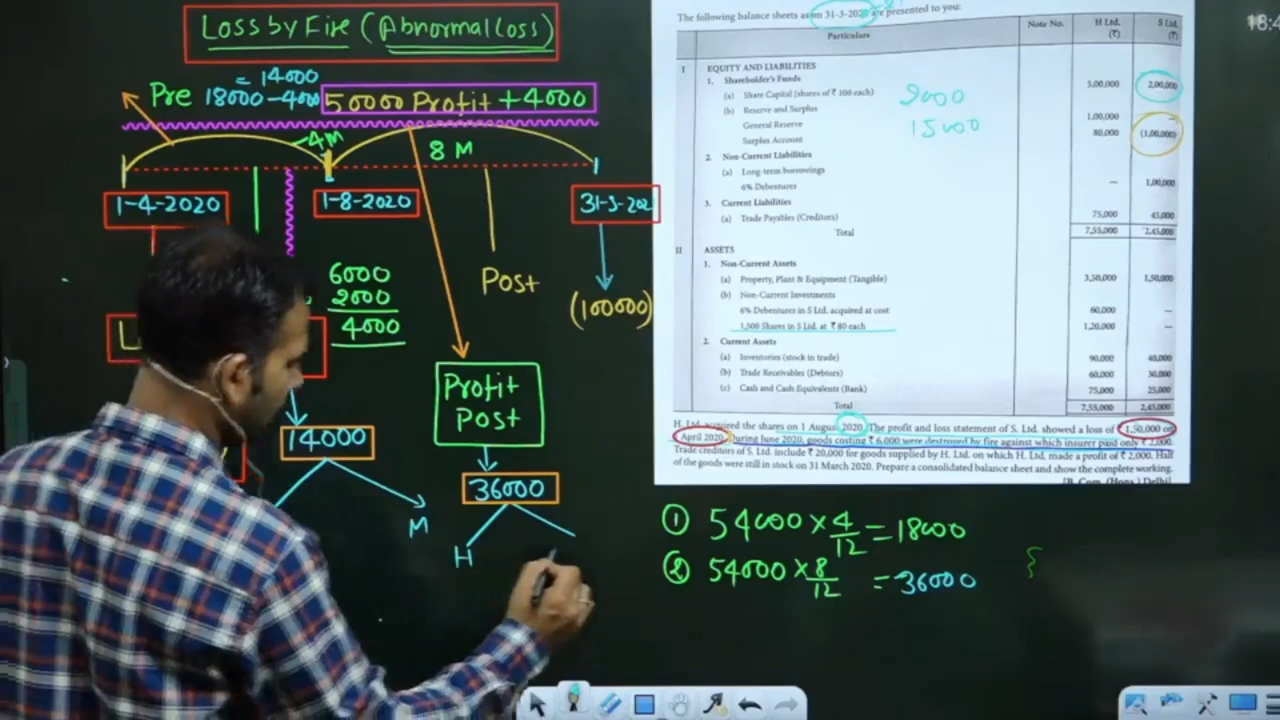 Loss by Fire (Abnormal Loss)
= 14000
Pre 18000-4000 50000 Profit +4000
4 M
8 M
1-4-2020
1-8-2020
31-3-202
6000
2000
4000
Post
(100000)
L
Profit
Post
14000
36000
M
H
① 54000 × 4/12 = 18000
② 54000 × 8/12 = 36000
9000
15000
The following balance sheets as on 31-3-2020 are presented to you:
Particulars Note No. H Ltd. (₹) S Ltd. (₹)
I EQUITY AND LIABILITIES
1. Shareholder's Funds
(a) Share Capital (shares of ₹ 100 each) 5,00,000 2,00,000
(b) Reserve and Surplus
General Reserve 1,00,000 –
Surplus Account 80,000 (1,00,000)
2. Non-Current Liabilities
(a) Long-term borrowings
6% Debentures – 1,00,000
3. Current Liabilities
(a) Trade Payables (Creditors) 75,000 45,000
Total 7,55,000 2,45,000
II ASSETS
1. Non-Current Assets
(a) Property, Plant & Equipment (Tangible) 3,50,000 1,50,000
(b) Non-Current Investments
6% Debentures in S Ltd. acquired at cost 60,000 –
1,500 Shares in S Ltd. at ₹ 80 each 1,20,000 –
2. Current Assets
(a) Inventories (stock in trade) 90,000 40,000
(b) Trade Receivables (Debtors) 60,000 30,000
(c) Cash and Cash Equivalents (Bank) 75,000 25,000
Total 7,55,000 2,45,000
H. Ltd. acquired the shares on 1 August 2020. The profit and loss statement of S. Ltd. showed a loss of 1,50,000 on
April 2020. During June 2020, goods costing ₹ 6,000 were destroyed by fire against which insurer paid only ₹ 2,000.
Trade creditors of S. Ltd. include ₹ 20,000 for goods supplied by H. Ltd. on which H. Ltd. made a profit of ₹ 2,000. Half
of the goods were still in stock on 31 March 2020. Prepare a consolidated balance sheet and show the complete working.
[B. Com. (Hons.) Delhi]
18:4